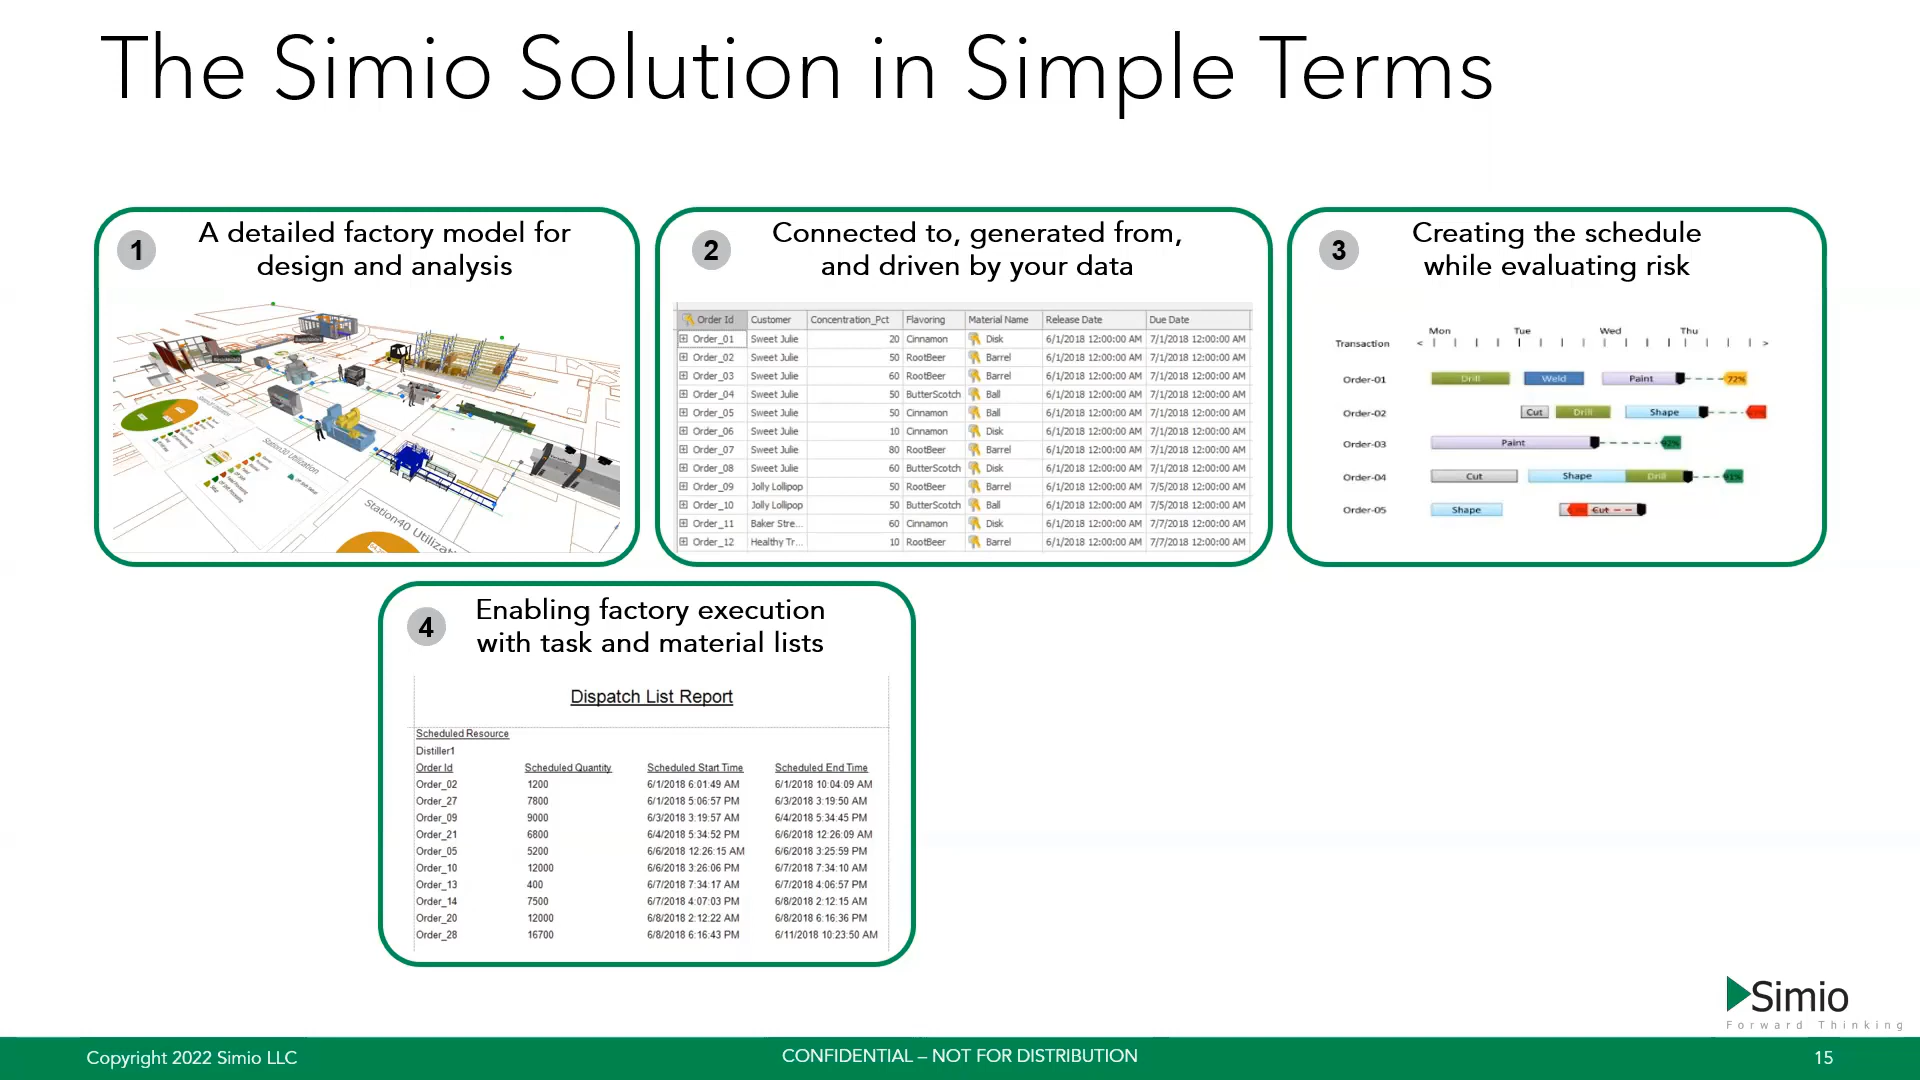 The Simio Solution in Simple Terms
1
A detailed factory model for
design and analysis
Station30 Utilization
Station40 Utilizat
2
Connected to, generated from,
and driven by your data
Order Id Customer Concentration_Pct Flavoring Material Name Release Date Due Date
Order_01 Sweet Julie 20 Cinnamon Disk 6/1/2018 12:00:00 AM 7/1/2018 12:00:00 AM
Order_02 Sweet Julie 50 RootBeer Barrel 6/1/2018 12:00:00 AM 7/1/2018 12:00:00 AM
Order_03 Sweet Julie 60 RootBeer Barrel 6/1/2018 12:00:00 AM 7/1/2018 12:00:00 AM
Order_04 Sweet Julie 50 ButterScotch Ball 6/1/2018 12:00:00 AM 7/1/2018 12:00:00 AM
Order_05 Sweet Julie 50 Cinnamon Ball 6/1/2018 12:00:00 AM 7/1/2018 12:00:00 AM
Order_06 Sweet Julie 10 Cinnamon Disk 6/1/2018 12:00:00 AM 7/1/2018 12:00:00 AM
Order_07 Sweet Julie 80 RootBeer Barrel 6/1/2018 12:00:00 AM 7/1/2018 12:00:00 AM
Order_08 Sweet Julie 60 ButterScotch Disk 6/1/2018 12:00:00 AM 7/1/2018 12:00:00 AM
Order_09 Jolly Lollipop 50 RootBeer Barrel 6/1/2018 12:00:00 AM 7/5/2018 12:00:00 AM
Order_10 Jolly Lollipop 50 ButterScotch Ball 6/1/2018 12:00:00 AM 7/5/2018 12:00:00 AM
Order_11 Baker Stre... 60 Cinnamon Disk 6/1/2018 12:00:00 AM 7/7/2018 12:00:00 AM
Order_12 Healthy Tr... 10 RootBeer Barrel 6/1/2018 12:00:00 AM 7/7/2018 12:00:00 AM
3
Creating the schedule
while evaluating risk
Mon Tue Wed Thu
Transaction < >
Order-01 Drill Weld Paint 72%
Order-02 Cut Drill Shape
Order-03 Paint 92%
Order-04 Cut Shape Drill 91%
Order-05 Shape Cut
4
Enabling factory execution
with task and material lists
Dispatch List Report
Scheduled Resource
Distiller1
Order Id Scheduled Quantity Scheduled Start Time Scheduled End Time
Order_02 1200 6/1/2018 6:01:49 AM 6/1/2018 10:04:09 AM
Order_27 7800 6/1/2018 5:06:57 PM 6/3/2018 3:19:50 AM
Order_09 9000 6/3/2018 3:19:57 AM 6/4/2018 5:34:45 PM
Order_21 6800 6/4/2018 5:34:52 PM 6/6/2018 12:26:09 AM
Order_05 5200 6/6/2018 12:26:15 AM 6/6/2018 3:25:59 PM
Order_10 12000 6/6/2018 3:26:06 PM 6/7/2018 7:34:10 AM
Order_13 400 6/7/2018 7:34:17 AM 6/7/2018 4:06:57 PM
Order_14 7500 6/7/2018 4:07:03 PM 6/8/2018 2:12:15 AM
Order_20 12000 6/8/2018 2:12:22 AM 6/8/2018 6:16:36 PM
Order_28 16700 6/8/2018 6:16:43 PM 6/11/2018 10:23:50 AM
Simio
Forward Thinking
Copyright 2022 Simio LLC
CONFIDENTIAL – NOT FOR DISTRIBUTION
15